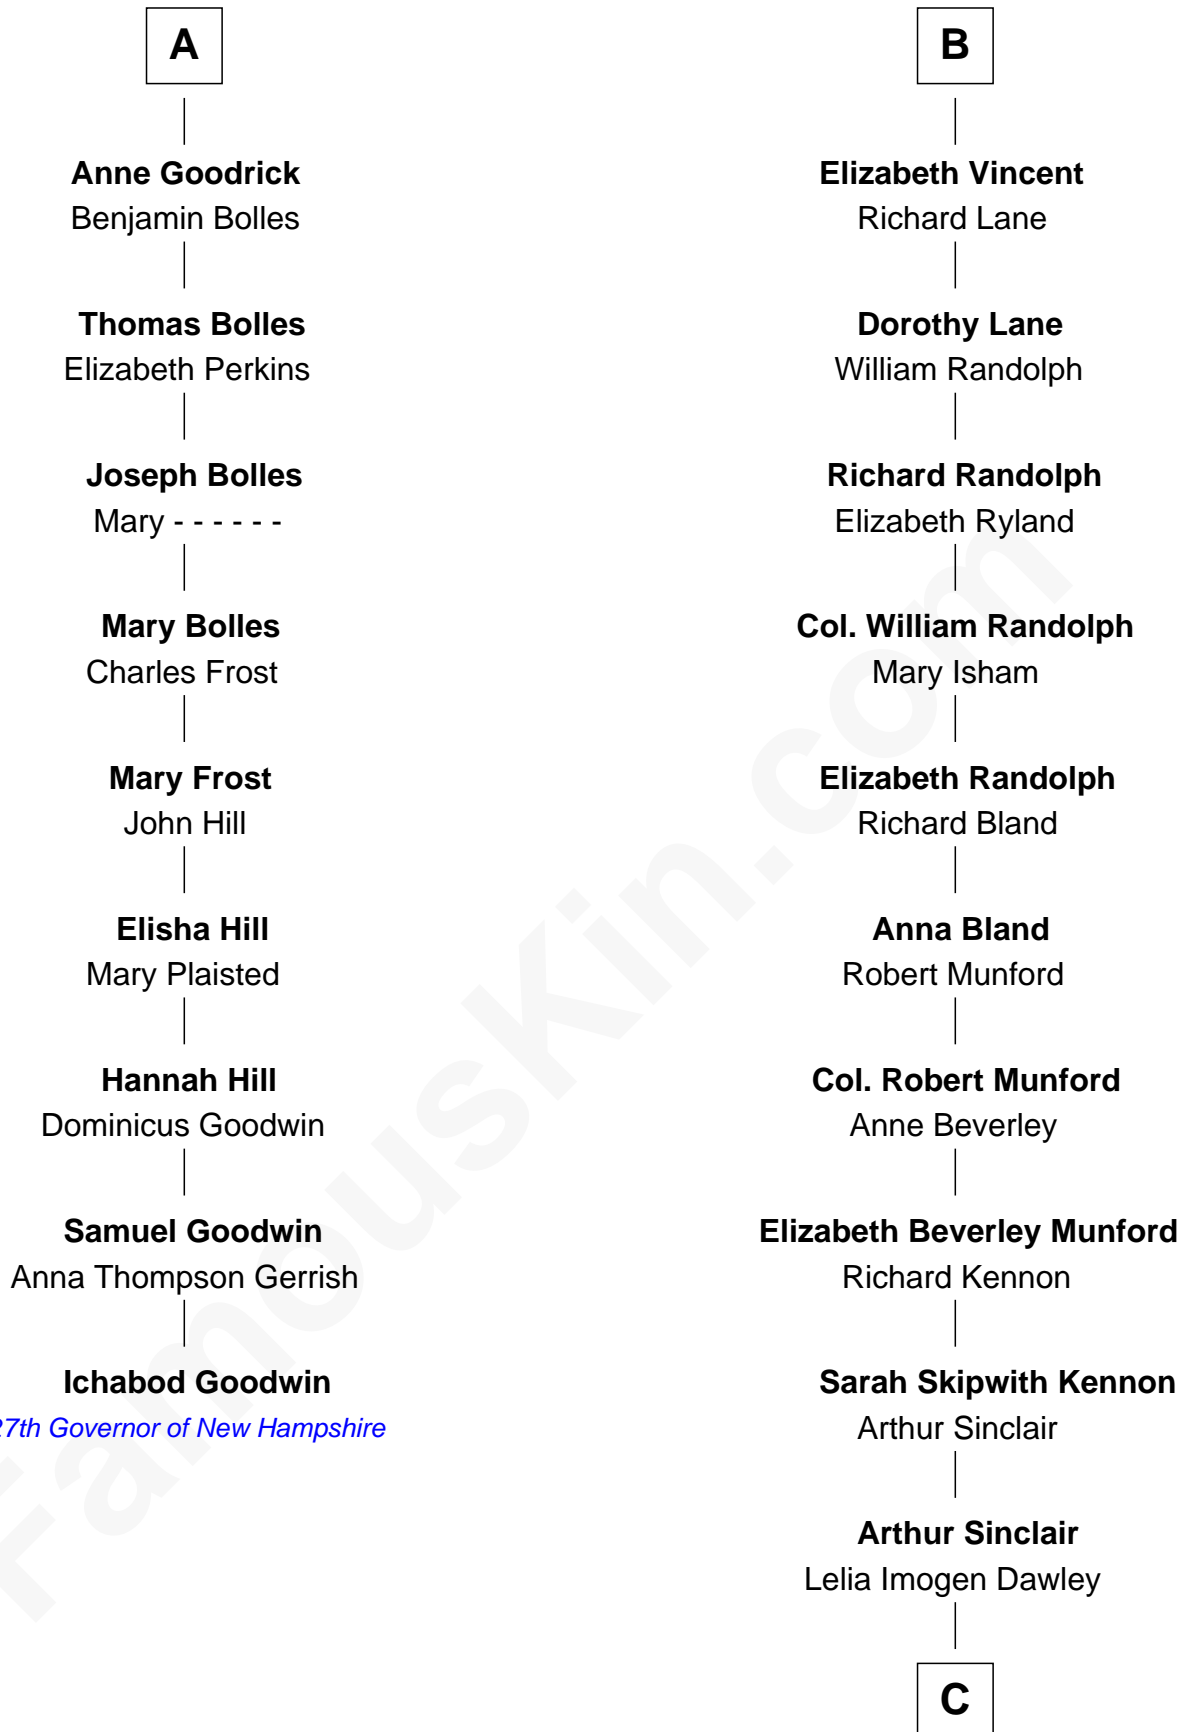 A
Anne Goodrick
Benjamin Bolles
Thomas Bolles
Elizabeth Perkins
Joseph Bolles
Mary - - - - - -
Mary Bolles
Charles Frost
Mary Frost
John Hill
Elisha Hill
Mary Plaisted
Hannah Hill
Dominicus Goodwin
Samuel Goodwin
Anna Thompson Gerrish
Ichabod Goodwin
27th Governor of New Hampshire
B
Elizabeth Vincent
Richard Lane
Dorothy Lane
William Randolph
Richard Randolph
Elizabeth Ryland
Col. William Randolph
Mary Isham
Elizabeth Randolph
Richard Bland
Anna Bland
Robert Munford
Col. Robert Munford
Anne Beverley
Elizabeth Beverley Munford
Richard Kennon
Sarah Skipwith Kennon
Arthur Sinclair
Arthur Sinclair
Lelia Imogen Dawley
C
FamousKin.com